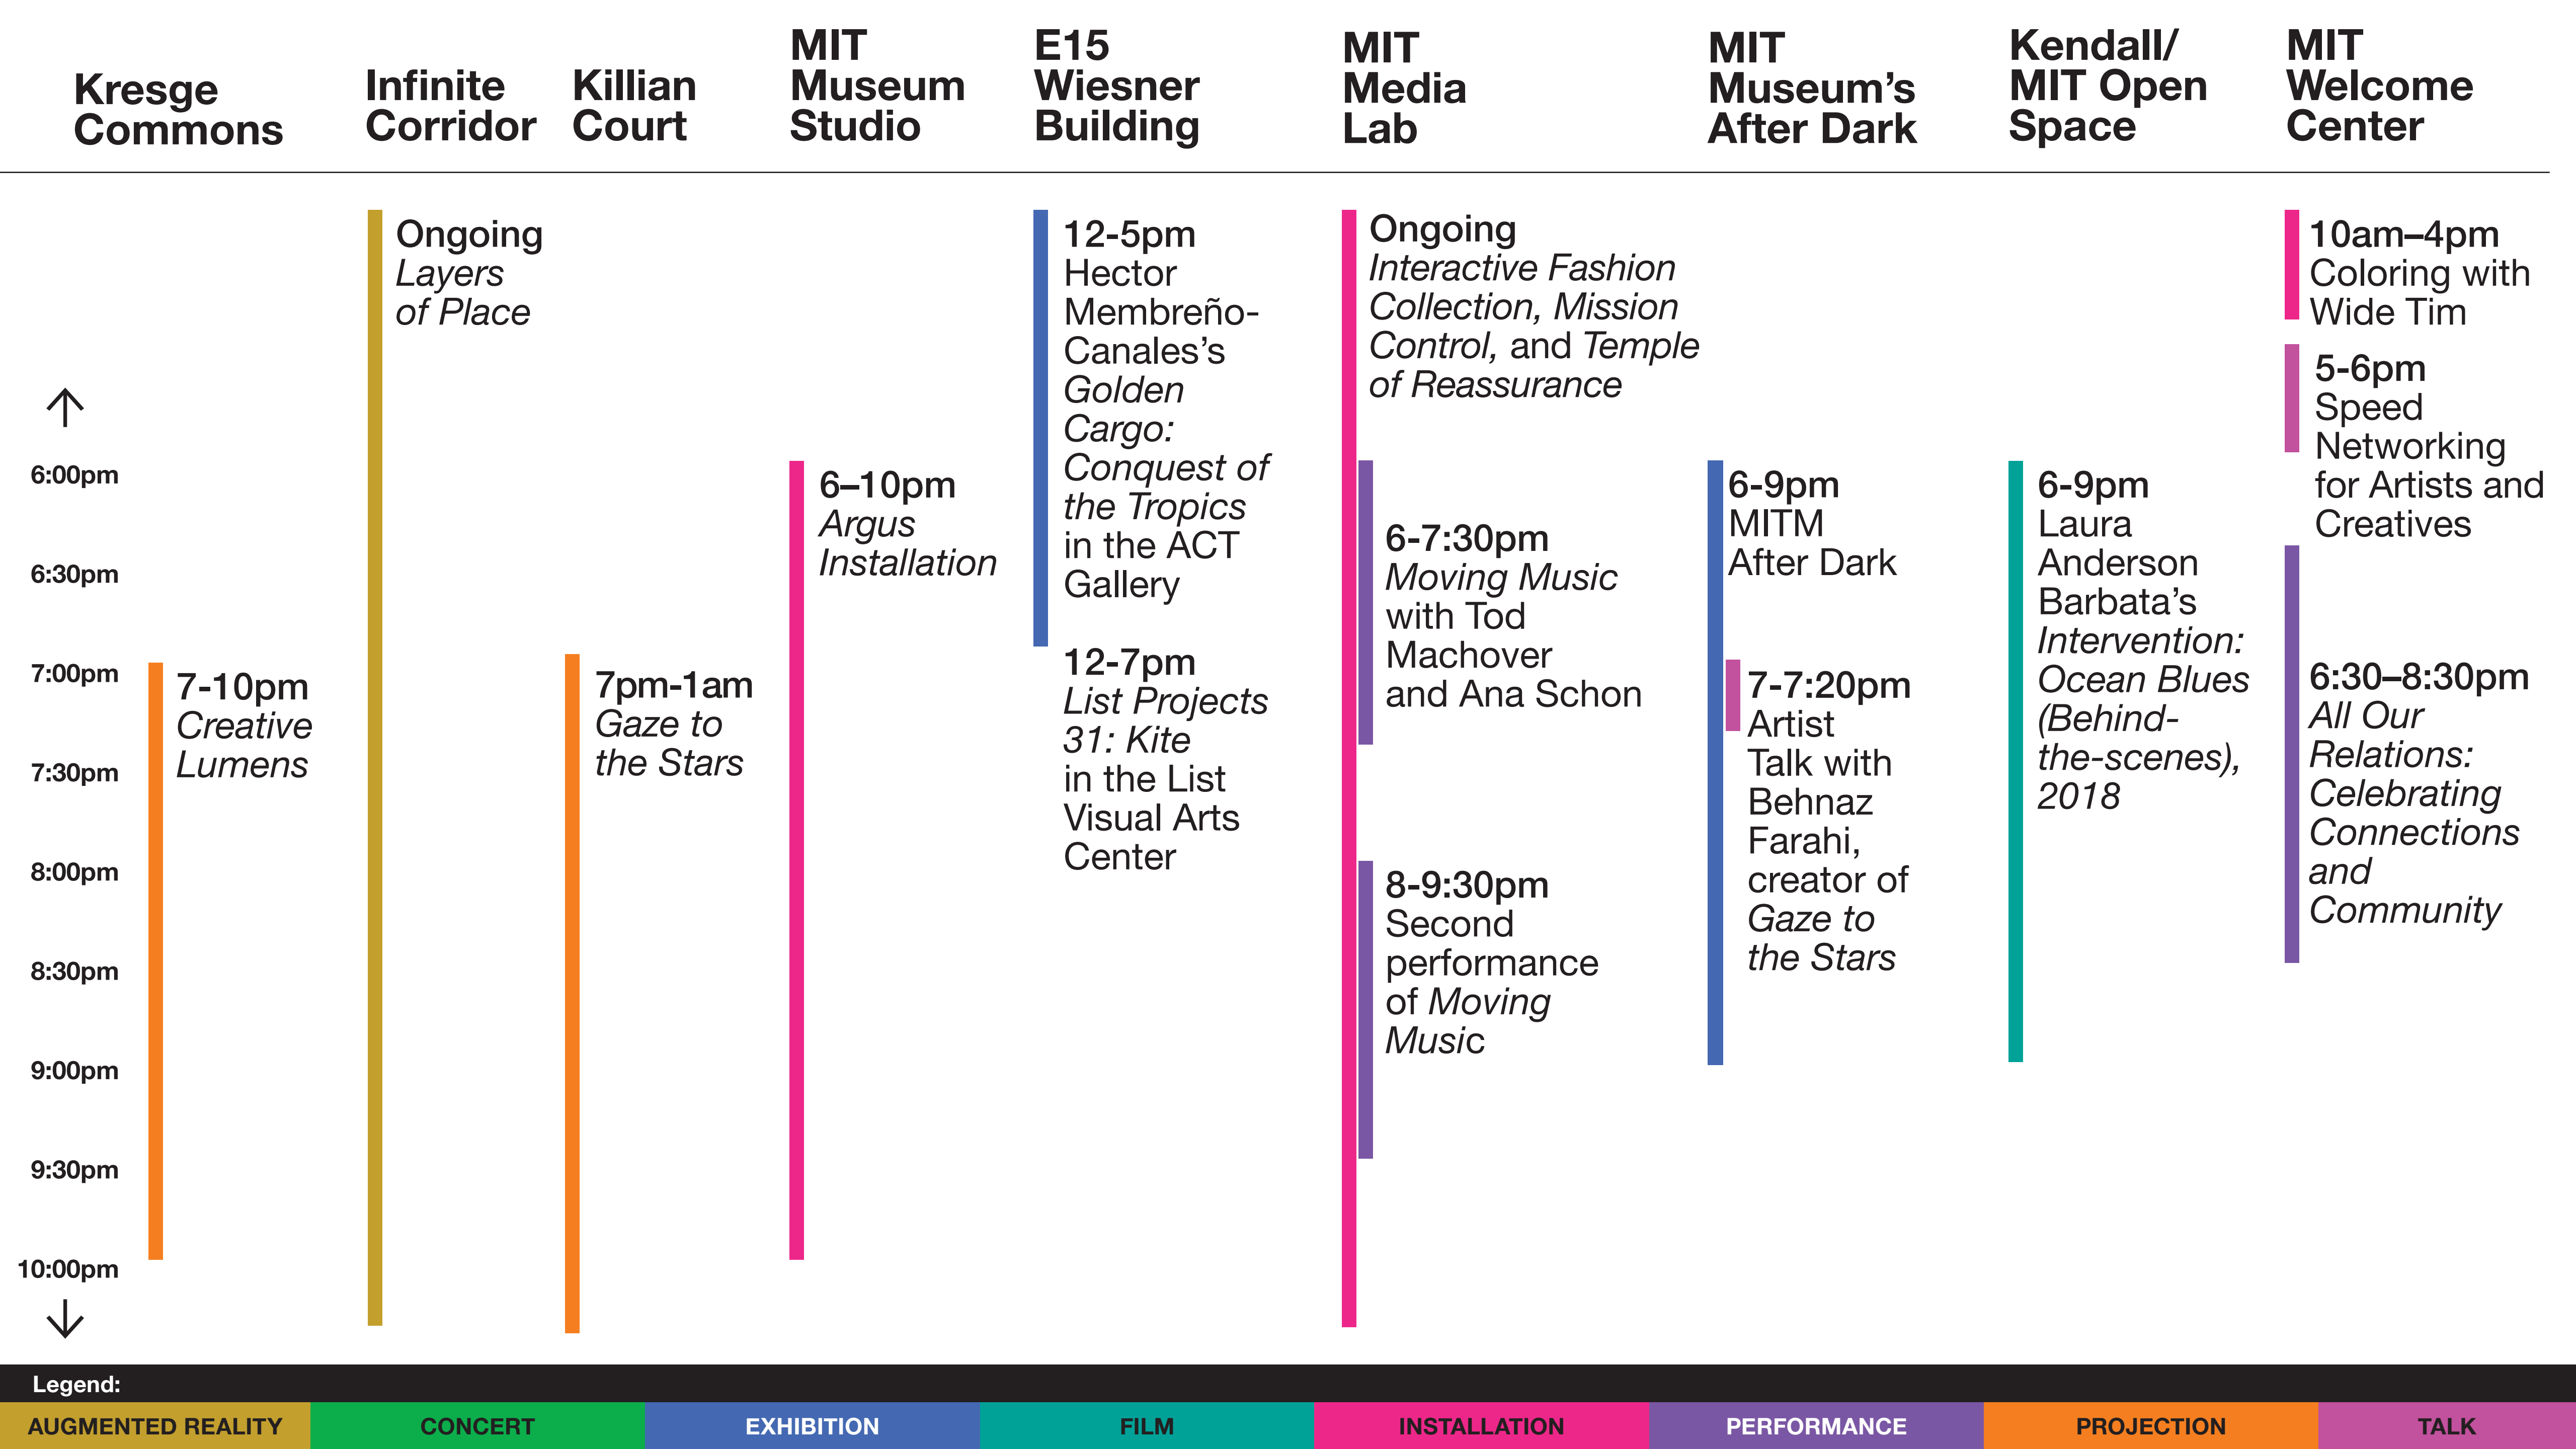 Kresge
Commons
Infinite
Corridor
Killian
Court
MIT
Museum
Studio
E15
Wiesner
Building
MIT
Media
Lab
MIT
Museum’s
After Dark
Kendall/
MIT Open
Space
MIT
Welcome
Center
6:00pm
6:30pm
7:00pm
7:30pm
8:00pm
8:30pm
9:00pm
9:30pm
10:00pm
7-10pm
Creative
Lumens
Ongoing
Layers
of Place
7pm-1am
Gaze to
the Stars
6–10pm
Argus
Installation
12-5pm
Hector
Membreño-
Canales’s
Golden
Cargo:
Conquest of
the Tropics
in the ACT
Gallery
12-7pm
List Projects
31: Kite
in the List
Visual Arts
Center
Ongoing
Interactive Fashion
Collection, Mission
Control, and Temple
of Reassurance
6-7:30pm
Moving Music
with Tod
Machover
and Ana Schon
8-9:30pm
Second
performance
of Moving
Music
6-9pm
MITM
After Dark
7-7:20pm
Artist
Talk with
Behnaz
Farahi,
creator of
Gaze to
the Stars
6-9pm
Laura
Anderson
Barbata’s
Intervention:
Ocean Blues
(Behind-
the-scenes),
2018
10am–4pm
Coloring with
Wide Tim
5-6pm
Speed
Networking
for Artists and
Creatives
6:30–8:30pm
All Our
Relations:
Celebrating
Connections
and
Community
Legend:
AUGMENTED REALITY
CONCERT
EXHIBITION
FILM
INSTALLATION
PERFORMANCE
PROJECTION
TALK